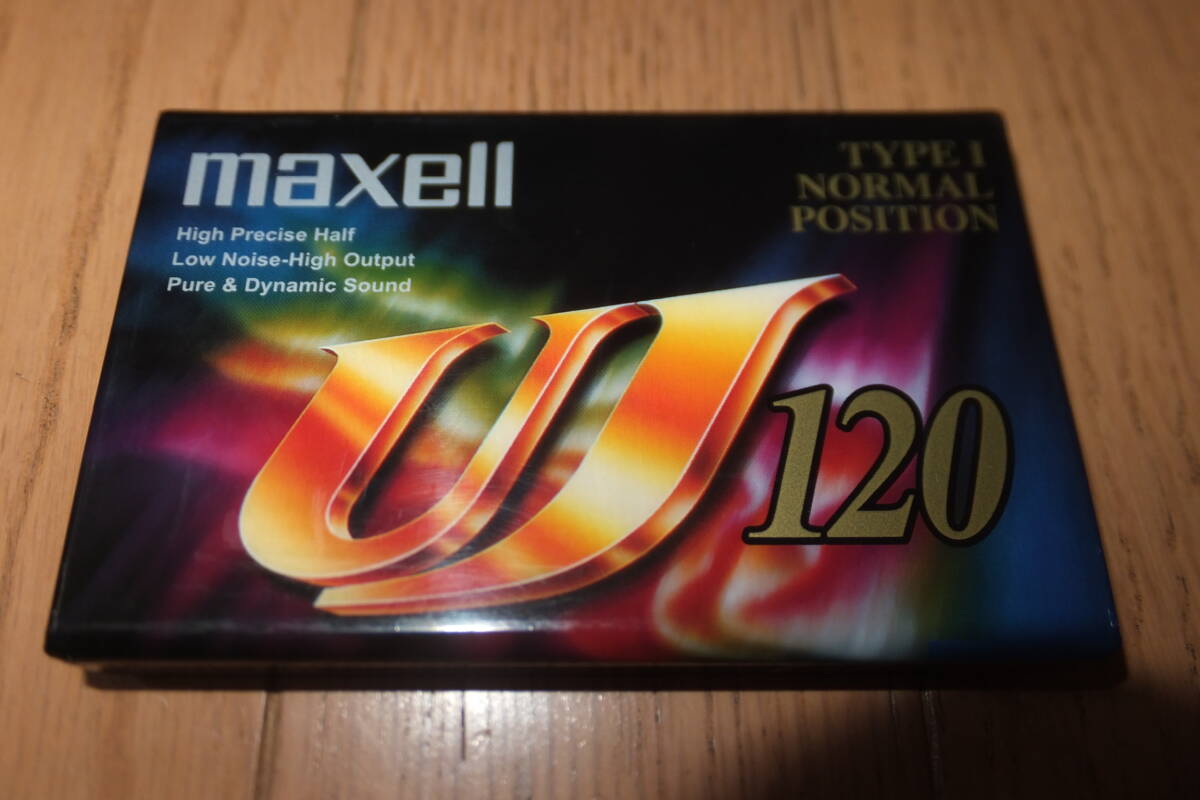 maxell
High Precise Half
Low Noise-High Output
Pure & Dynamic Sound
TYPE I
NORMAL
POSITION
UJ
120